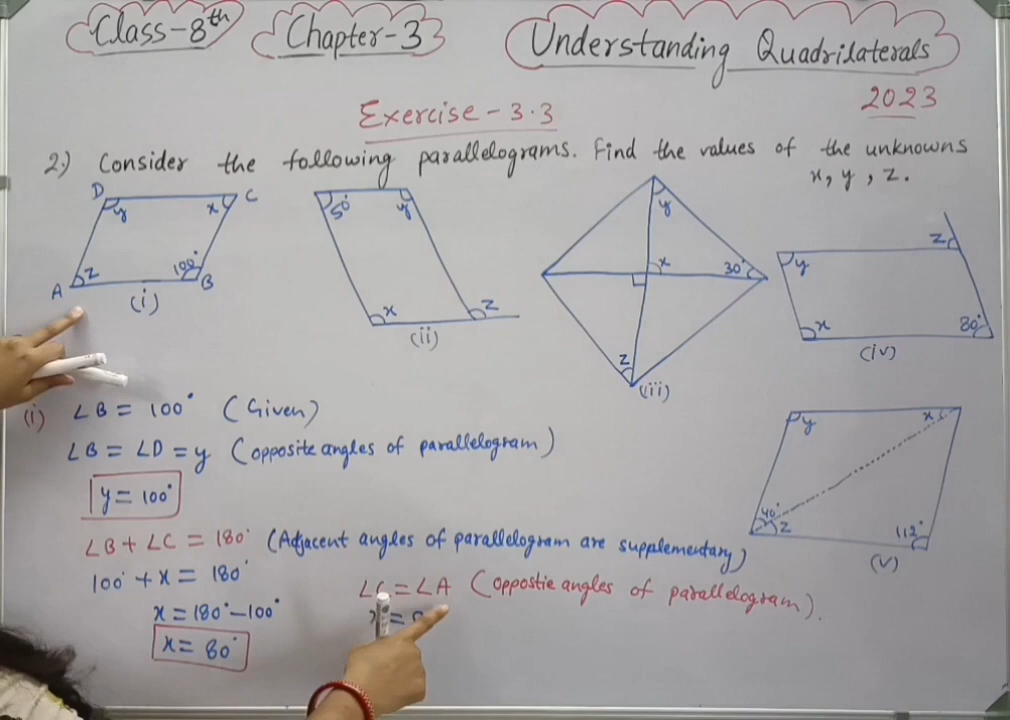 Class-8th Chapter-3 Understanding Quadrilaterals
2023
Exercise-3.3
2.) Consider the following parallelograms. Find the values of the unknowns
x, y, z.
D C
y x
z 100°
A B
(i)
50° y
x z
(ii)
y
x 30°
z
(iii)
z
y
x 80°
(iv)
(i) ∠B = 100° (Given)
∠B = ∠D = y (opposite angles of parallelogram)
y = 100°
∠B + ∠C = 180° (Adjacent angles of parallelogram are supplementary)
100° + x = 180°
x = 180° - 100°
x = 80°
∠C = ∠A (oppostie angles of parallelogram).
y x
40° z 112°
(v)